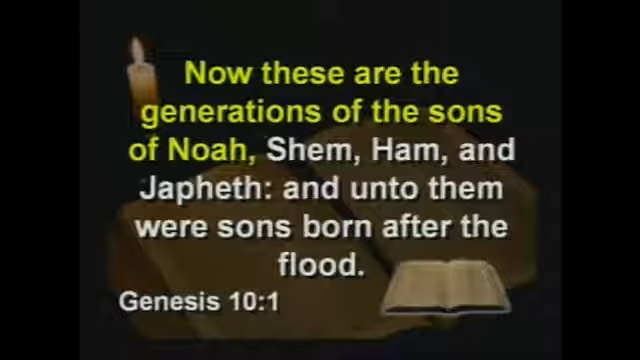 Now these are the
generations of the sons
of Noah, Shem, Ham, and
Japheth: and unto them
were sons born after the
flood.
Genesis 10:1